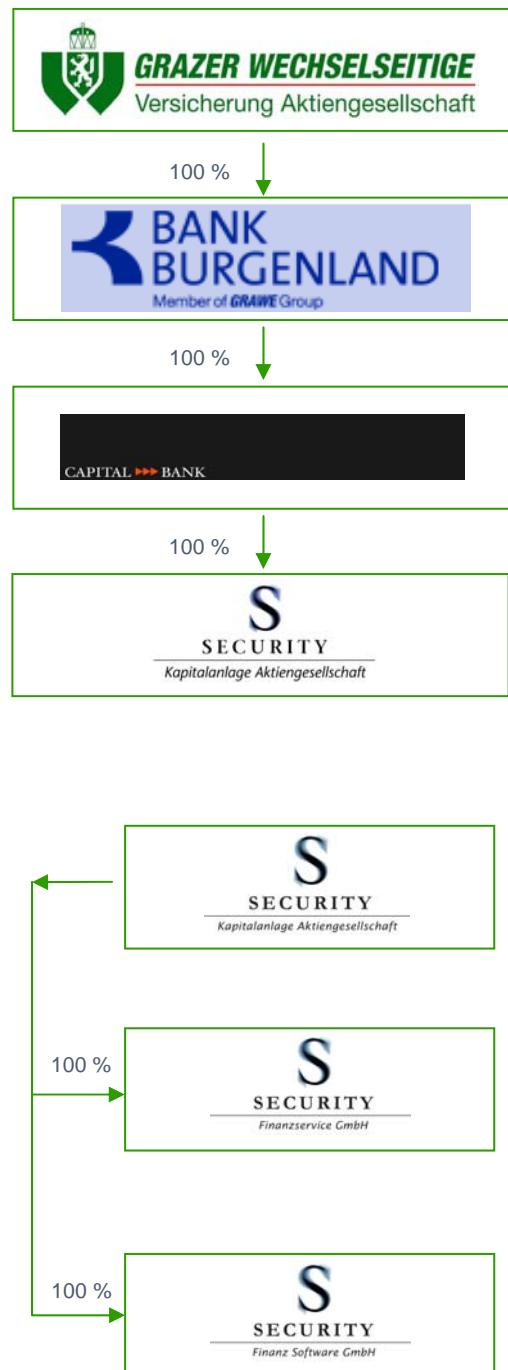 GRAZER WECHSELSEITIGE
Versicherung Aktiengesellschaft
100 %
BANK
BURGENLAND
Member of GRAWE Group
100 %
CAPITAL BANK
100 %
S
SECURITY
Kapitalanlage Aktiengesellschaft
S
SECURITY
Kapitalanlage Aktiengesellschaft
100 %
S
SECURITY
Finanzservice GmbH
100 %
S
SECURITY
Finanz Software GmbH